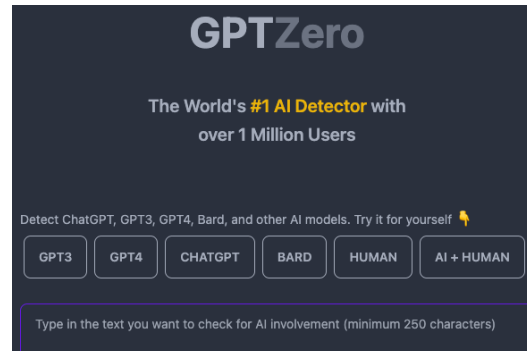 GPTZero
The World's #1 AI Detector with
over 1 Million Users
Detect ChatGPT, GPT3, GPT4, Bard, and other AI models. Try it for yourself 👇
GPT3 GPT4 CHATGPT BARD HUMAN AI + HUMAN
Type in the text you want to check for AI involvement (minimum 250 characters)